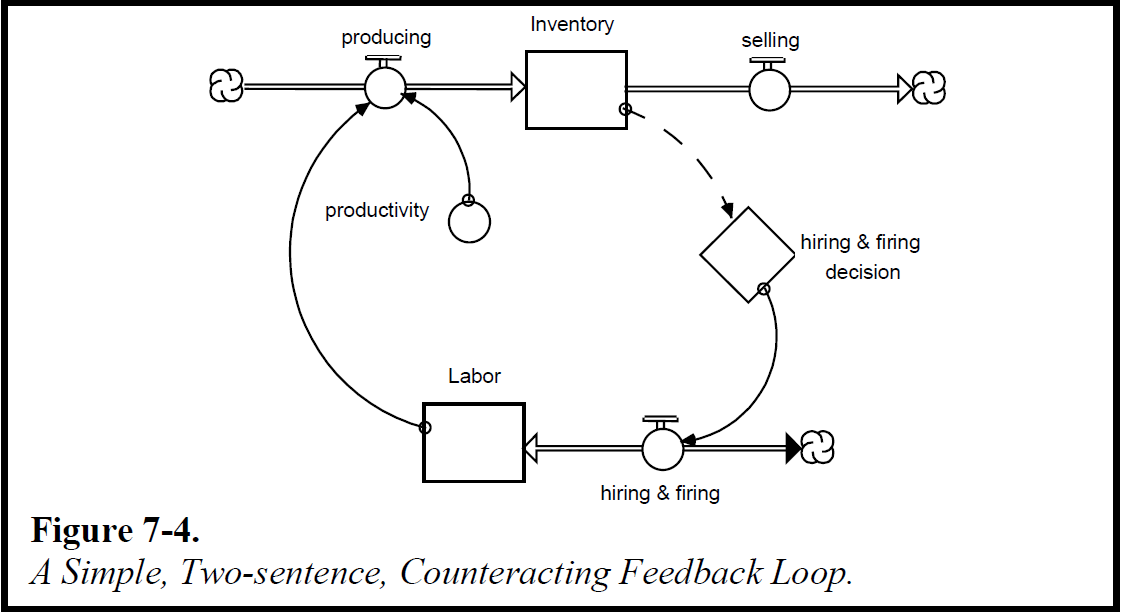 Inventory
producing
selling
productivity
hiring & firing
decision
Labor
hiring & firing
Figure 7-4.
A Simple, Two-sentence, Counteracting Feedback Loop.